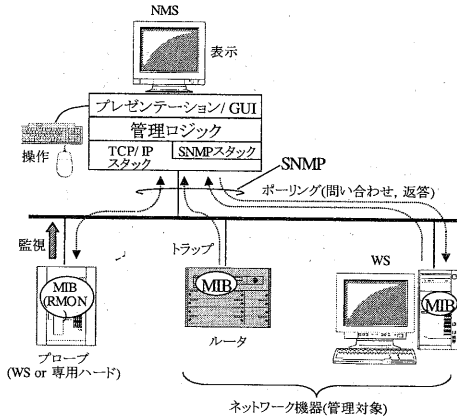 NMS
表示
プレゼンテーション/ GUI
管理ロジック
TCP/ IP
スタック
SNMPスタック
操作
SNMP
ポーリング(問い合わせ, 返答)
監視
トラップ
WS
MIB
(RMON
MIB
MIB
プローブ
(WS or 専用ハード)
ルータ
ネットワーク機器(管理対象)